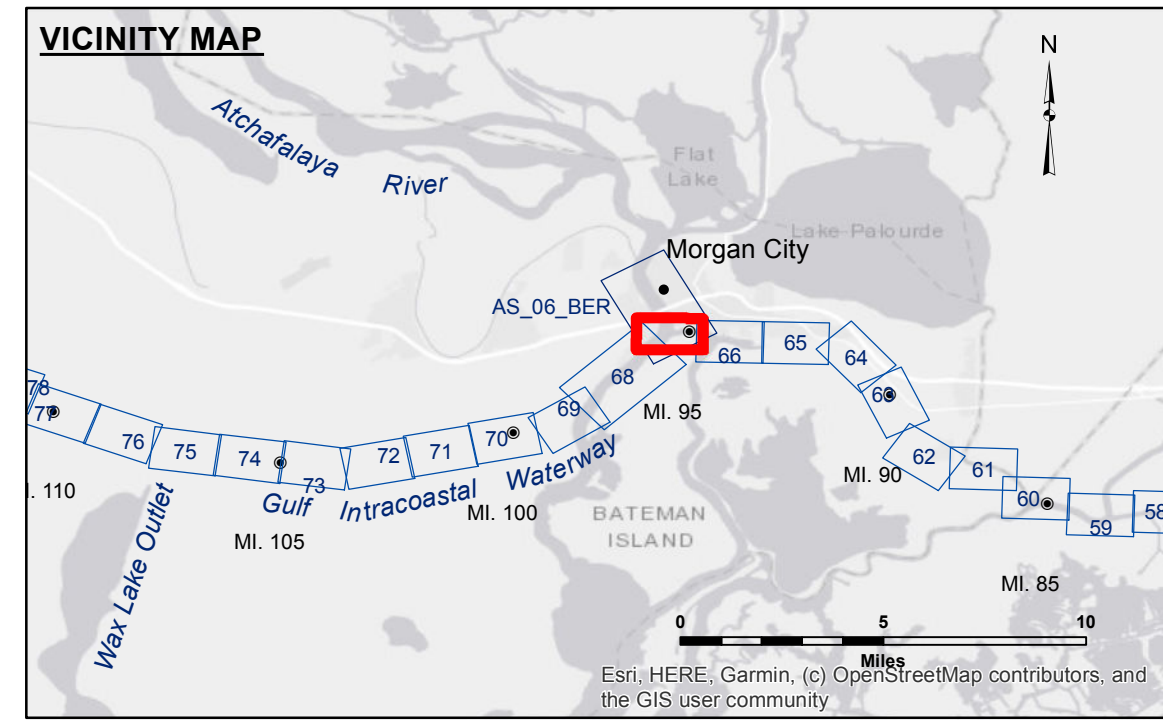 VICINITY MAP
N
Atchafalaya
River
Flat
Lake
Lake Palourde
Morgan City
AS_06_BER
66
65
64
63
68
MI. 95
69
78
77
76
75
74
73
72
71
70
62
61
60
59
58
MI. 90
I. 110
Gulf Intracoastal Waterway
MI. 100
MI. 105
Wax Lake Outlet
BATEMAN
ISLAND
MI. 85
0 5 10
Miles
Esri, HERE, Garmin, (c) OpenStreetMap contributors, and
the GIS user community